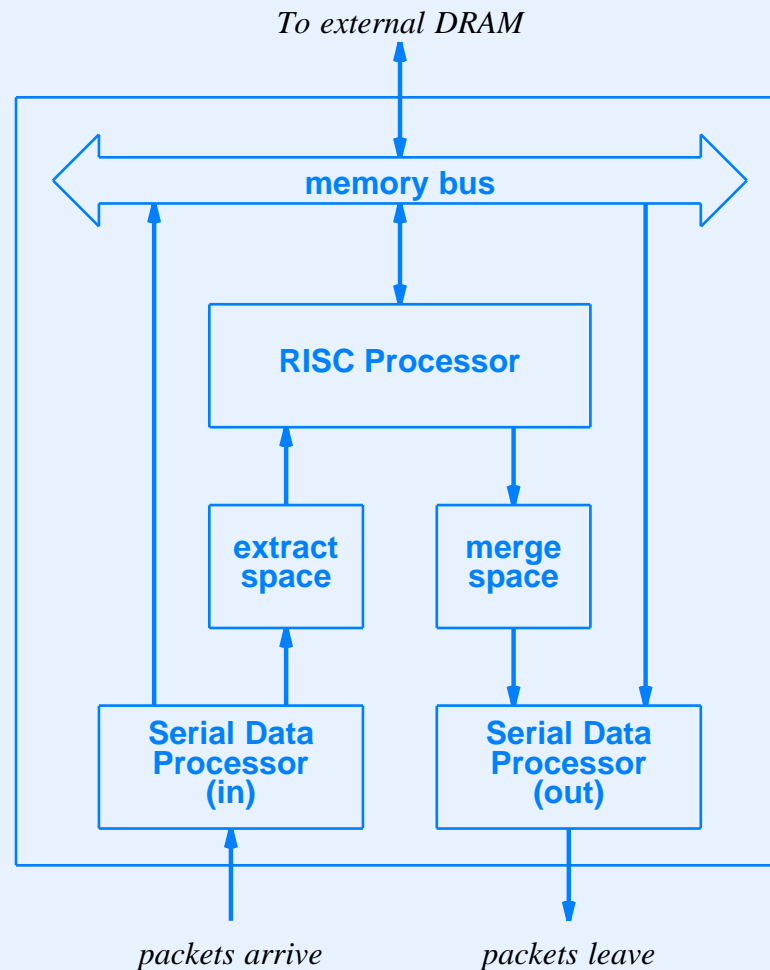 To external DRAM
memory bus
RISC Processor
extract
space
merge
space
Serial Data
Processor
(in)
Serial Data
Processor
(out)
packets arrive
packets leave